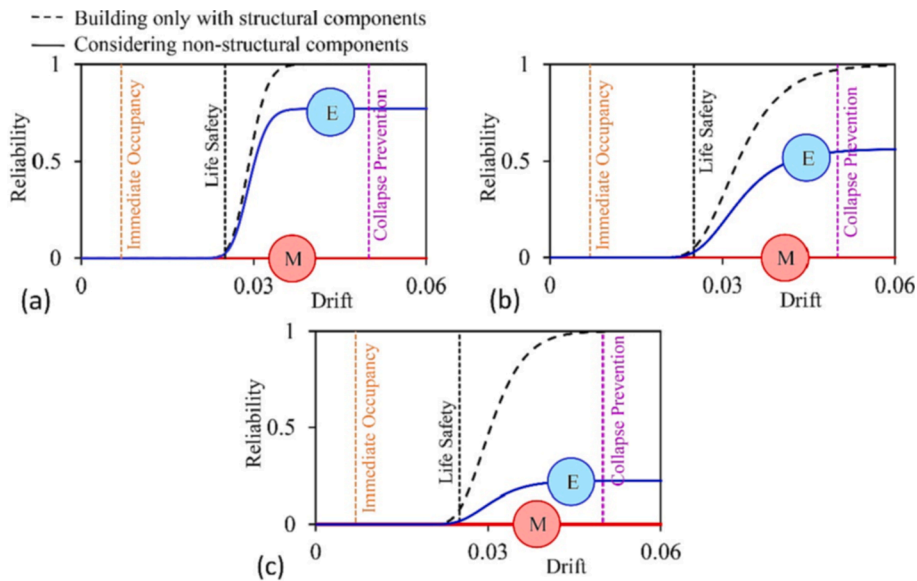 Building only with structural components
Considering non-structural components
1
0.5
0
Reliability
Immediate Occupancy
Life Safety
Collapse Prevention
E
M
0
0.03
0.06
Drift
(a)
1
0.5
0
Reliability
Immediate Occupancy
Life Safety
Collapse Prevention
E
M
0
0.03
0.06
Drift
(b)
1
0.5
0
Reliability
Immediate Occupancy
Life Safety
Collapse Prevention
E
M
0
0.03
0.06
Drift
(c)